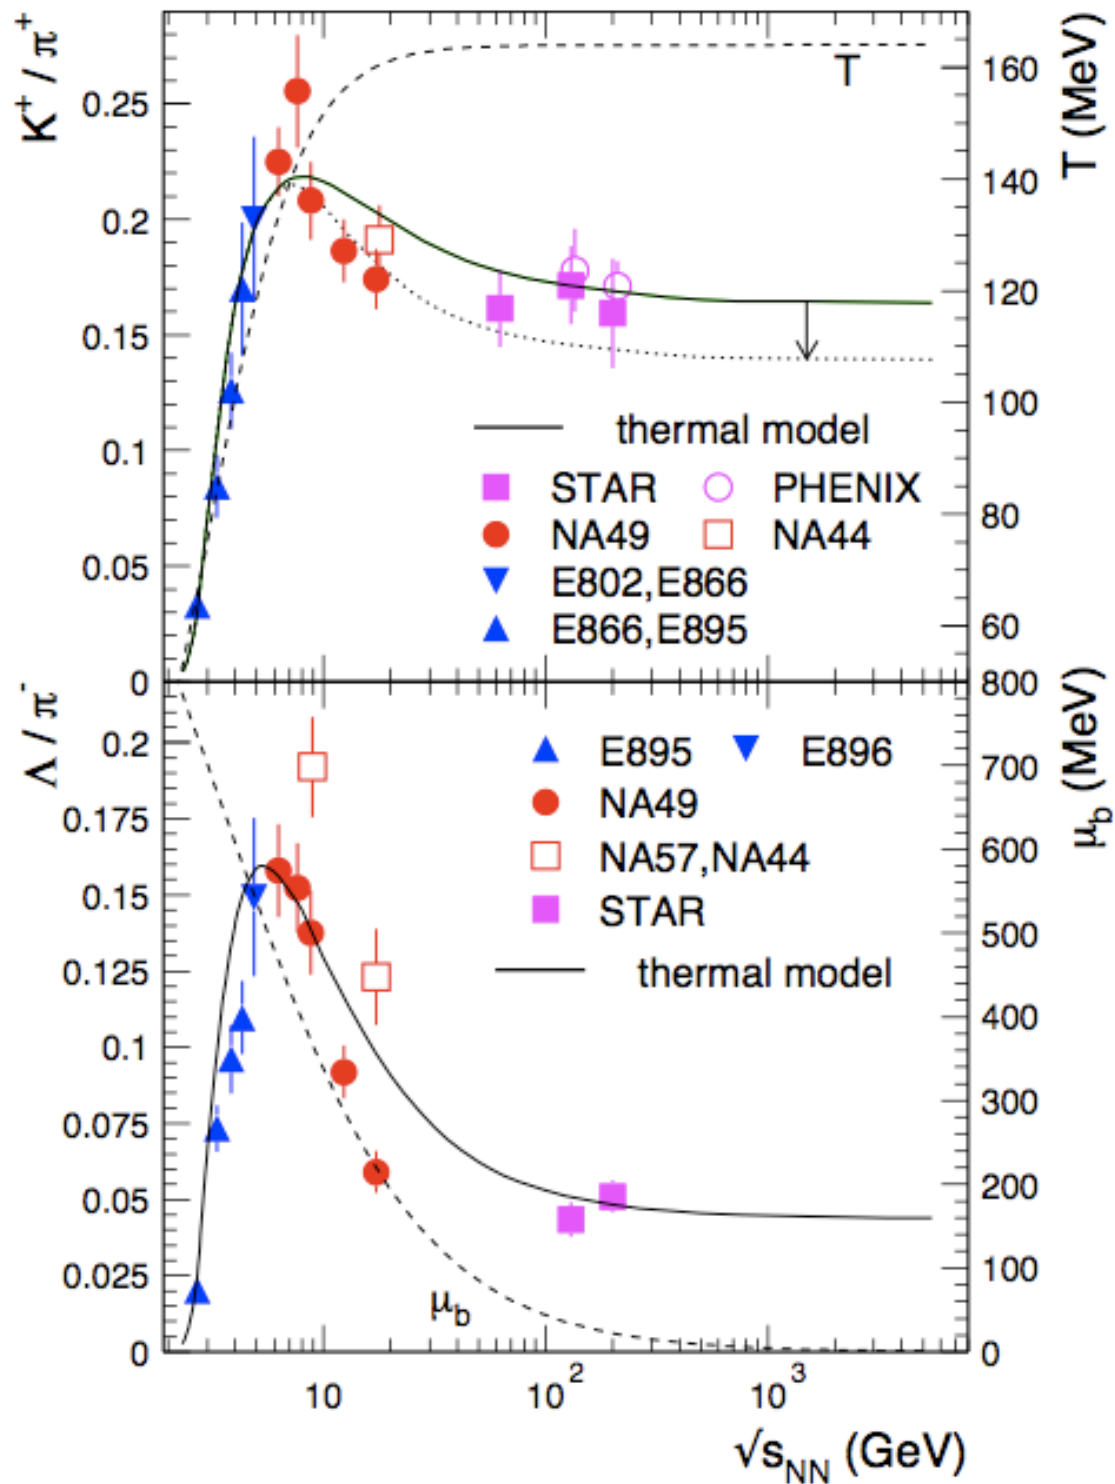 K⁺ / π⁺
0.25
0.2
0.15
0.1
0.05
0
T (MeV)
160
140
120
100
80
60
T
thermal model
STAR PHENIX
NA49 NA44
E802,E866
E866,E895
Λ / π⁻
0.2
0.175
0.15
0.125
0.1
0.075
0.05
0.025
0
μ_b (MeV)
800
700
600
500
400
300
200
100
0
E895 E896
NA49
NA57,NA44
STAR
thermal model
μ_b
10 10² 10³
√s_NN (GeV)